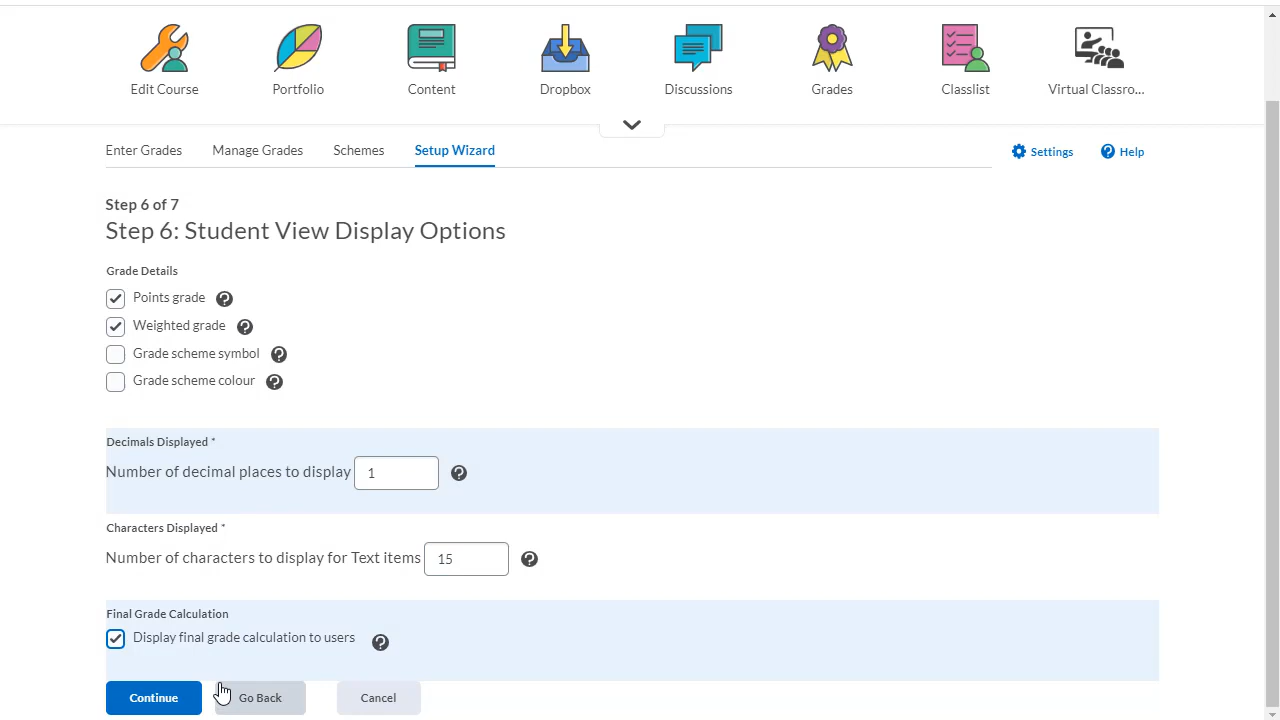 Edit Course Portfolio Content Dropbox Discussions Grades Classlist Virtual Classro...
Enter Grades Manage Grades Schemes Setup Wizard Settings Help
Step 6 of 7
Step 6: Student View Display Options
Grade Details
Points grade
Weighted grade
Grade scheme symbol
Grade scheme colour
Decimals Displayed *
Number of decimal places to display 1
Characters Displayed *
Number of characters to display for Text items 15
Final Grade Calculation
Display final grade calculation to users
Continue Go Back Cancel